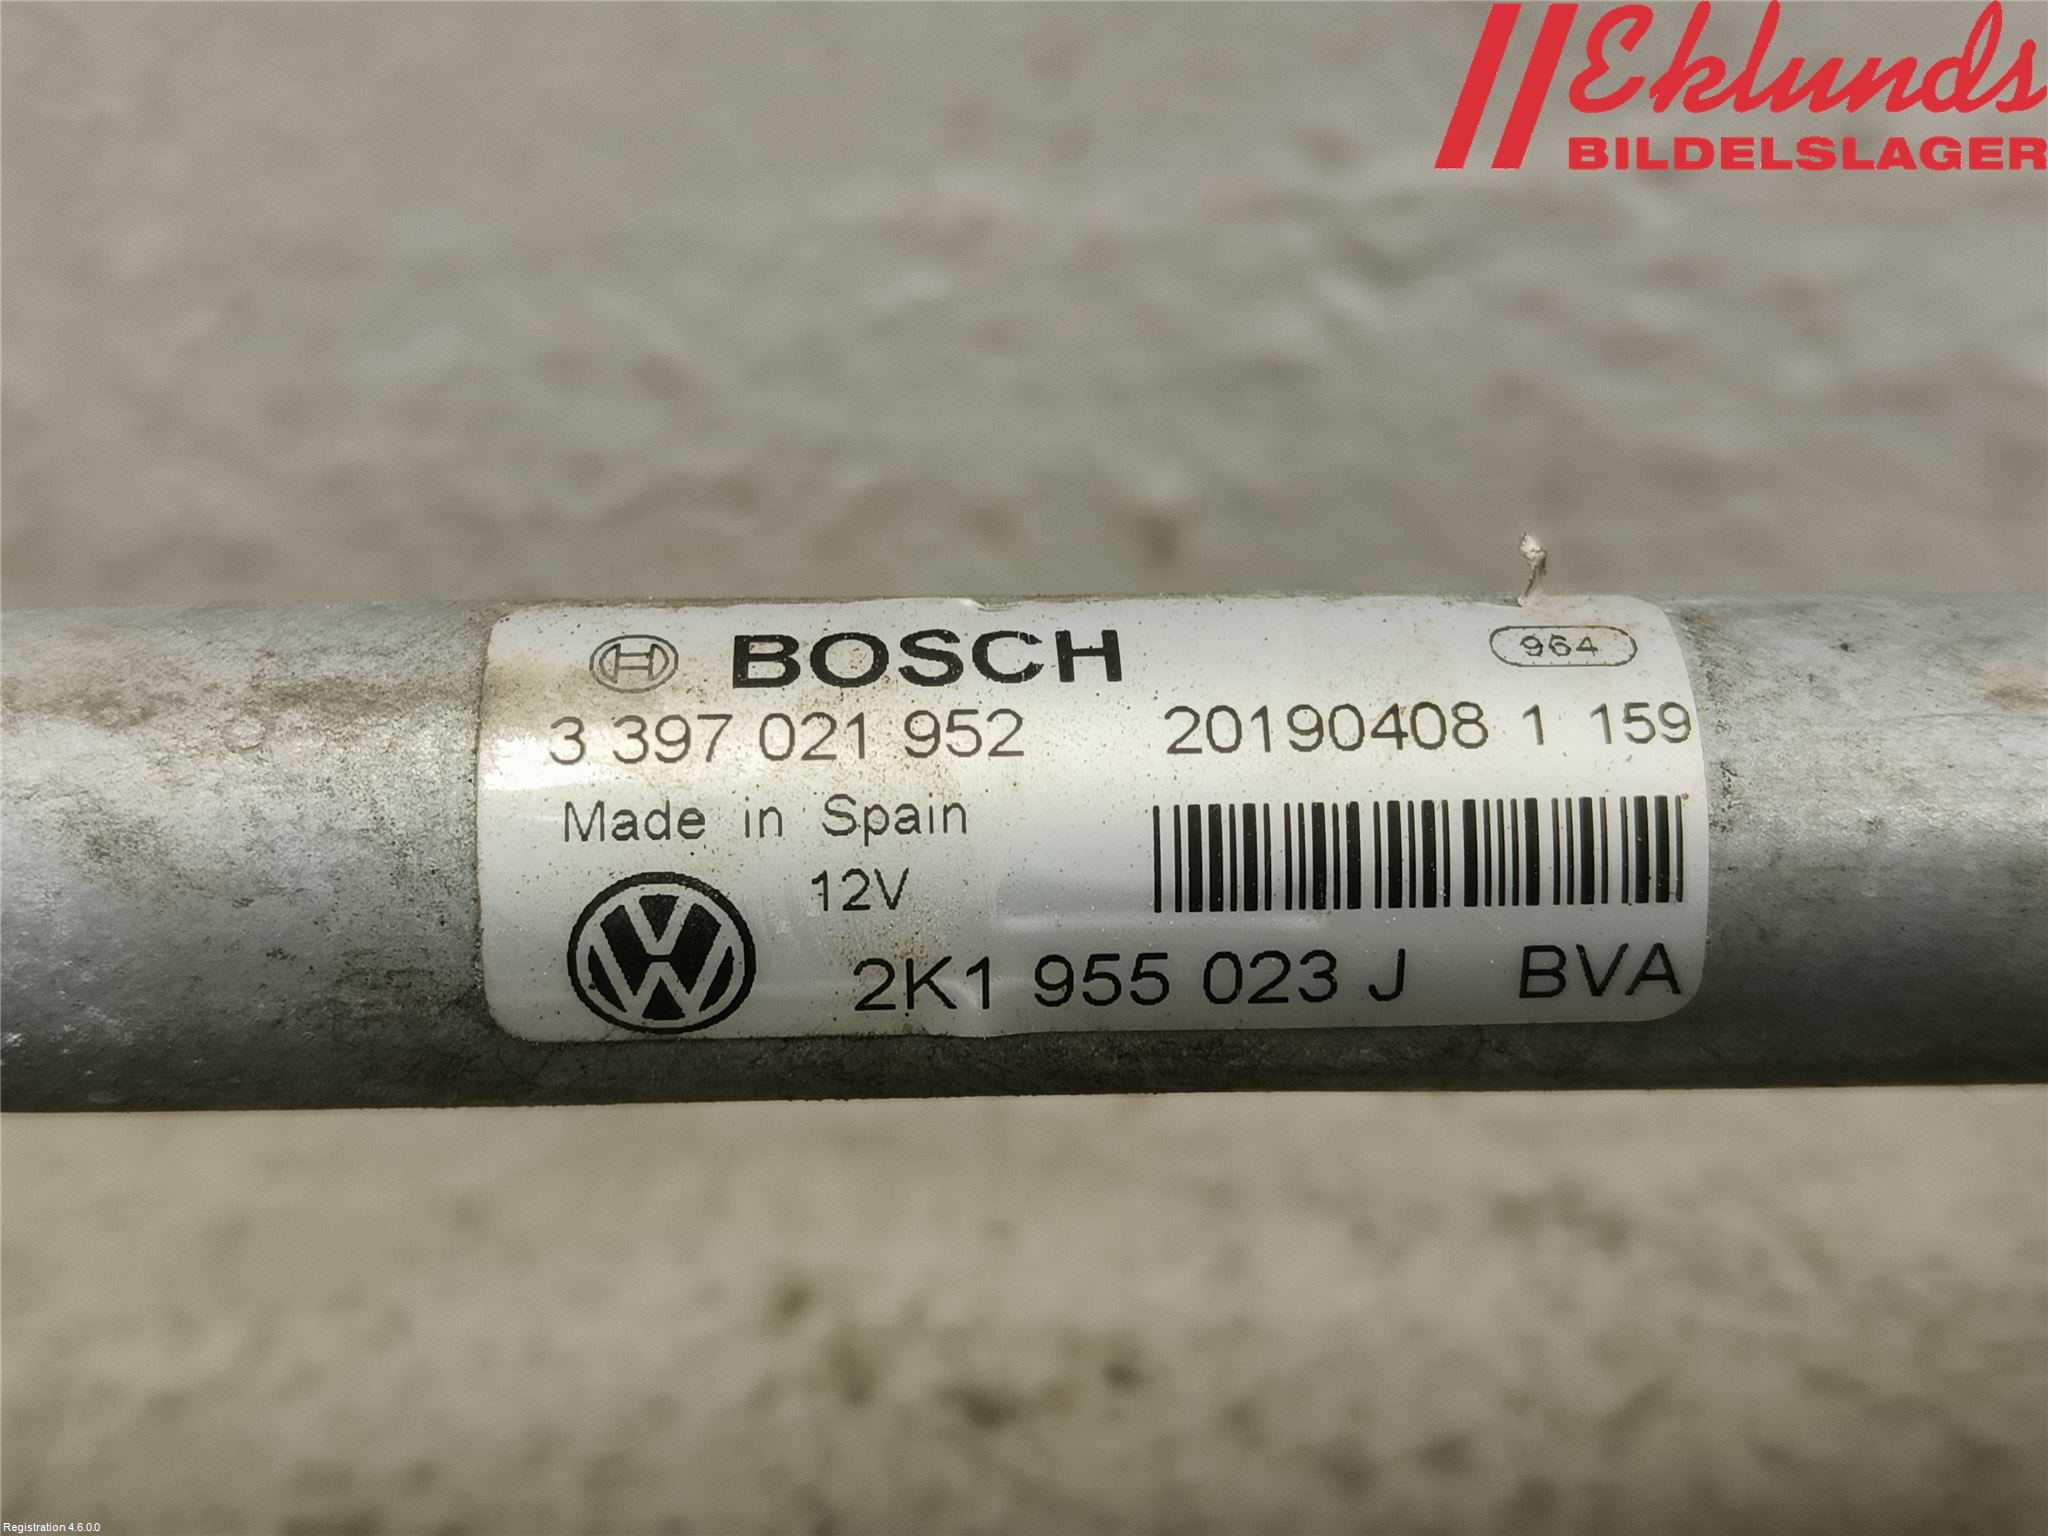 Eklunds
BILDELSLAGER
BOSCH 964
3 397 021 952 20190408 1 159
Made in Spain
12V
2K1 955 023 J BVA
Registration 4.6.0.0